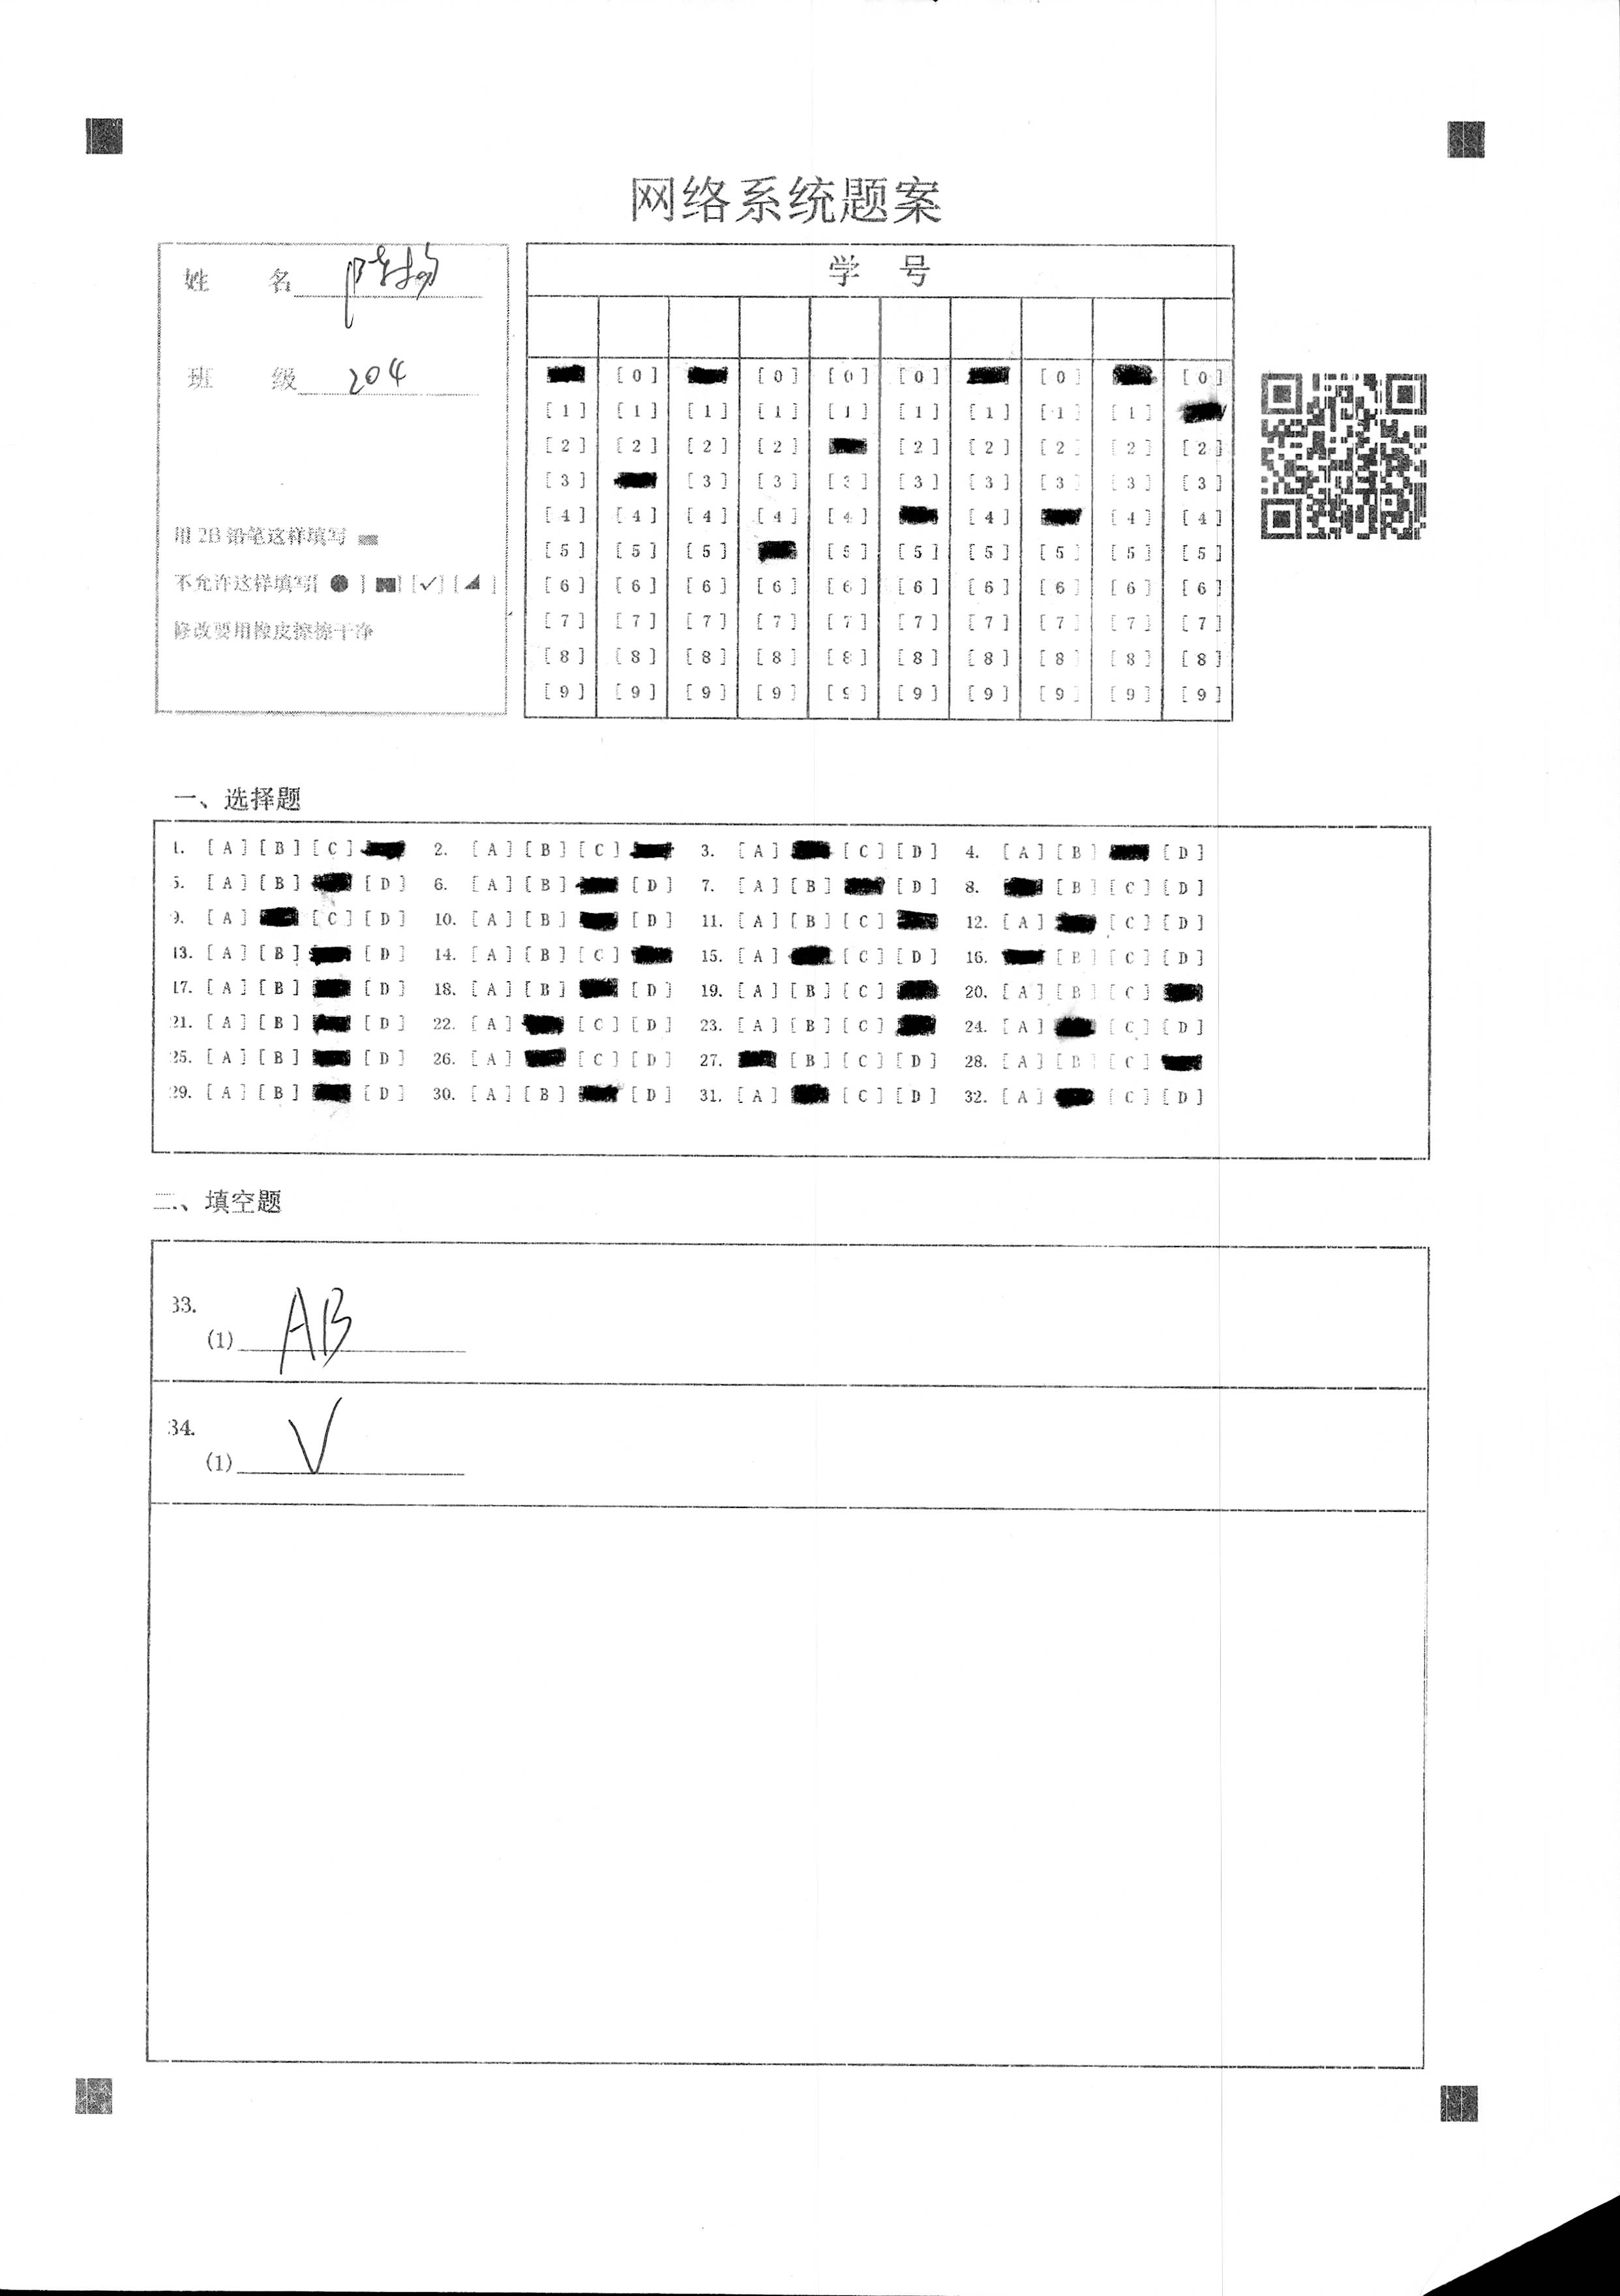 网络系统题案
姓 名
班 级 204
用2B铅笔这样填写
不允许这样填写[ ● ] [■] [✓] [◢ ]
修改要用橡皮擦擦干净
学 号
[0] [0] [0] [0] [0] [0]
[1] [1] [1] [1] [1] [1] [1] [1] [1]
[2] [2] [2] [2] [2] [2] [2] [2] [2]
[3] [3] [3] [3] [3] [3] [3] [3] [3]
[4] [4] [4] [4] [4] [4] [4] [4]
[5] [5] [5] [5] [5] [5] [5] [5] [5]
[6] [6] [6] [6] [6] [6] [6] [6] [6] [6]
[7] [7] [7] [7] [7] [7] [7] [7] [7] [7]
[8] [8] [8] [8] [8] [8] [8] [8] [8] [8]
[9] [9] [9] [9] [9] [9] [9] [9] [9] [9]
一、选择题
1. [A] [B] [C] 2. [A] [B] [C] 3. [A] [C] [D] 4. [A] [B] [D]
5. [A] [B] [D] 6. [A] [B] [D] 7. [A] [B] [D] 8. [B] [C] [D]
9. [A] [C] [D] 10. [A] [B] [D] 11. [A] [B] [C] 12. [A] [C] [D]
13. [A] [B] [D] 14. [A] [B] [C] 15. [A] [C] [D] 16. [B] [C] [D]
17. [A] [B] [D] 18. [A] [B] [D] 19. [A] [B] [C] 20. [A] [B] [C]
21. [A] [B] [D] 22. [A] [C] [D] 23. [A] [B] [C] 24. [A] [C] [D]
25. [A] [B] [D] 26. [A] [C] [D] 27. [B] [C] [D] 28. [A] [B] [C]
29. [A] [B] [D] 30. [A] [B] [D] 31. [A] [C] [D] 32. [A] [C] [D]
二、填空题
33.
(1) AB
34.
(1) √